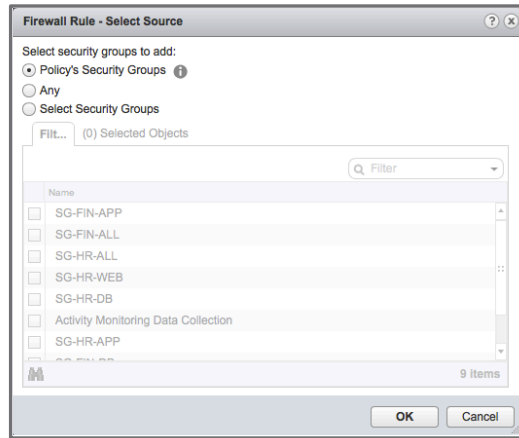 Firewall Rule - Select Source
Select security groups to add:
Policy's Security Groups
Any
Select Security Groups
Filt... (0) Selected Objects
Filter
Name
SG-FIN-APP
SG-FIN-ALL
SG-HR-ALL
SG-HR-WEB
SG-HR-DB
Activity Monitoring Data Collection
SG-HR-APP
9 items
OK Cancel